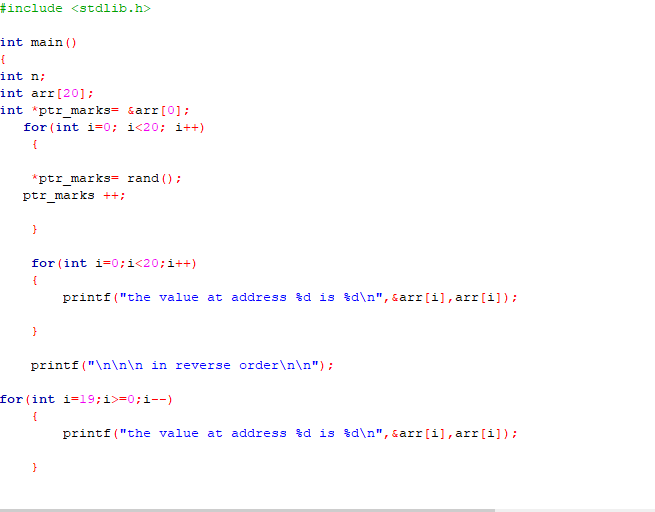 #include <stdlib.h>
int main()
{
int n;
int arr[20];
int *ptr_marks= &arr[0];
for(int i=0; i<20; i++)
{
*ptr_marks= rand();
ptr_marks ++;
}
for(int i=0;i<20;i++)
{
printf("the value at address %d is %d\n",&arr[i],arr[i]);
}
printf("\n\n\n in reverse order\n\n");
for(int i=19;i>=0;i--)
{
printf("the value at address %d is %d\n",&arr[i],arr[i]);
}